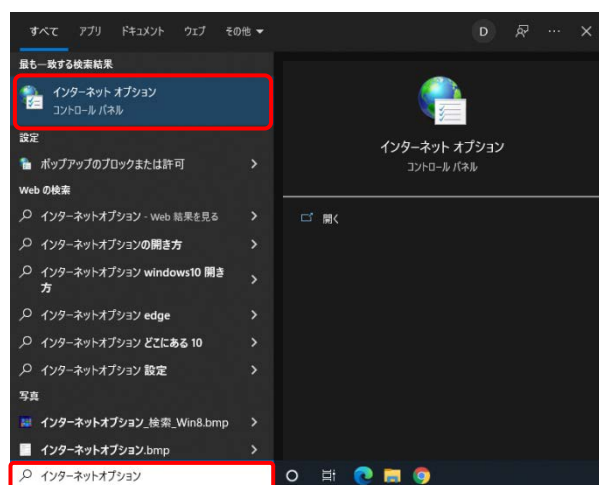 すべて アプリ ドキュメント ウェブ その他 ▼ D ··· ×
最も一致する検索結果
インターネット オプション
コントロール パネル
設定
ポップアップのブロックまたは許可
Web の検索
インターネットオプション - Web 結果を見る
インターネットオプションの開き方
インターネットオプション windows10 開き
方
インターネットオプション edge
インターネットオプション どこにある 10
インターネットオプション 設定
写真
インターネットオプション_検索_Win8.bmp
インターネットオプション.bmp
インターネットオプション
インターネット オプション
コントロール パネル
開く